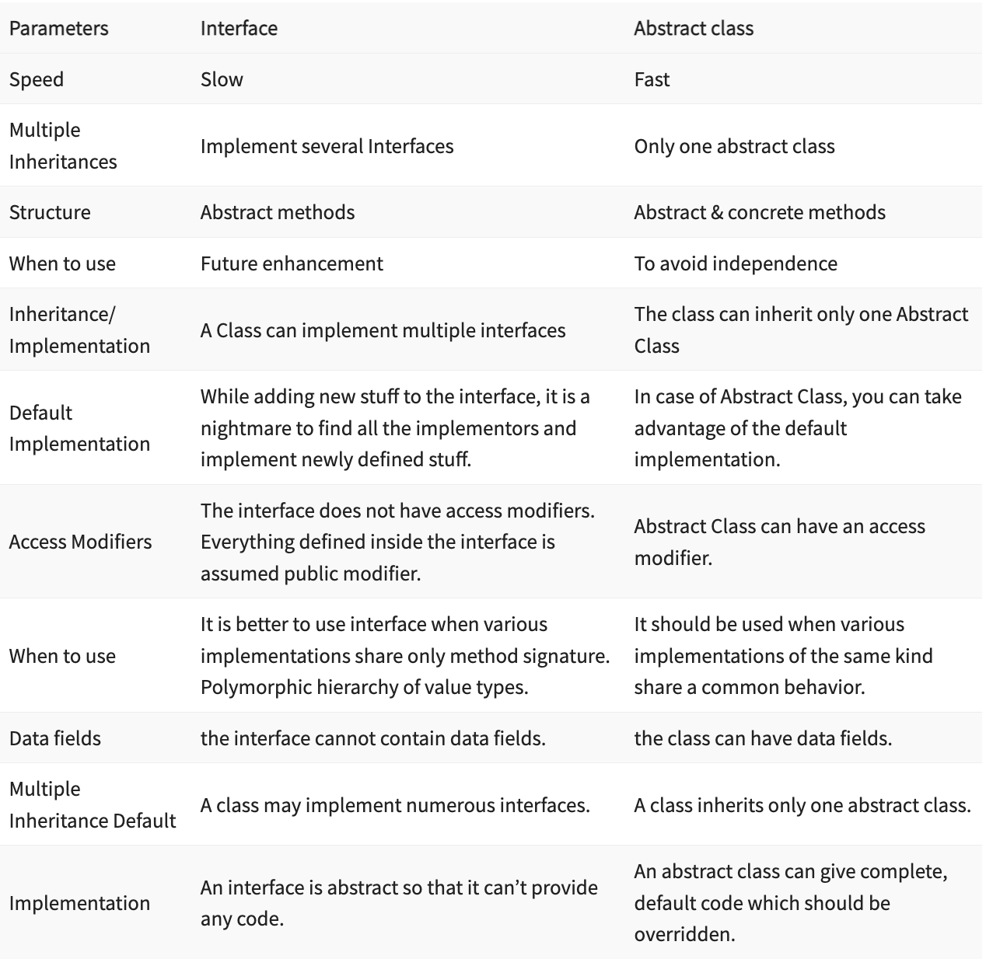 Parameters Interface Abstract class
Speed Slow Fast
Multiple
Inheritances
Implement several Interfaces
Only one abstract class
Structure Abstract methods Abstract & concrete methods
When to use Future enhancement To avoid independence
Inheritance/
Implementation
A Class can implement multiple interfaces
The class can inherit only one Abstract
Class
Default
Implementation
While adding new stuff to the interface, it is a
nightmare to find all the implementors and
implement newly defined stuff.
In case of Abstract Class, you can take
advantage of the default
implementation.
Access Modifiers
The interface does not have access modifiers.
Everything defined inside the interface is
assumed public modifier.
Abstract Class can have an access
modifier.
When to use
It is better to use interface when various
implementations share only method signature.
Polymorphic hierarchy of value types.
It should be used when various
implementations of the same kind
share a common behavior.
Data fields the interface cannot contain data fields. the class can have data fields.
Multiple
Inheritance Default
A class may implement numerous interfaces.
A class inherits only one abstract class.
Implementation
An interface is abstract so that it can’t provide
any code.
An abstract class can give complete,
default code which should be
overridden.